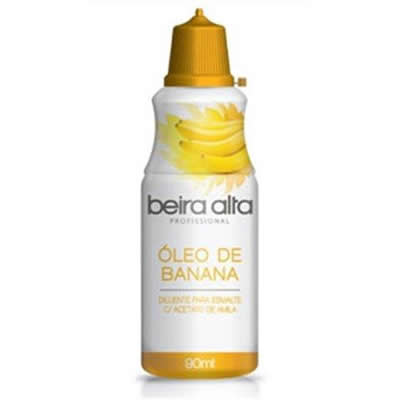 beira alta
PROFISSIONAL
ÓLEO DE
BANANA
DILUENTE PARA ESMALTE
C/ ACETATO DE AMILA
90ml